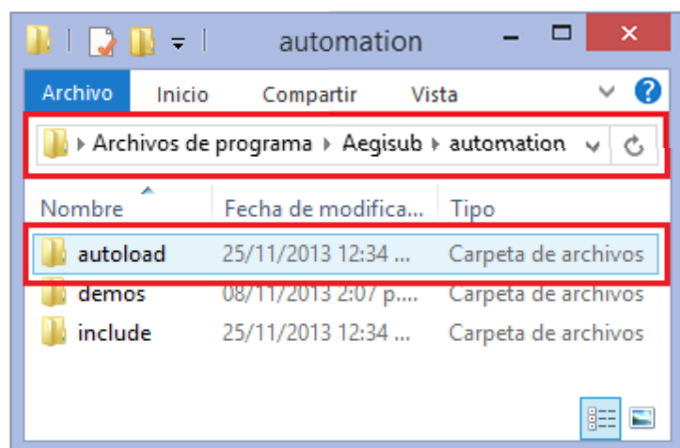 automation
Archivo Inicio Compartir Vista
Archivos de programa Aegisub automation
Nombre Fecha de modifica... Tipo
autoload 25/11/2013 12:34 ... Carpeta de archivos
demos 08/11/2013 2:07 p.... Carpeta de archivos
include 25/11/2013 12:34 ... Carpeta de archivos